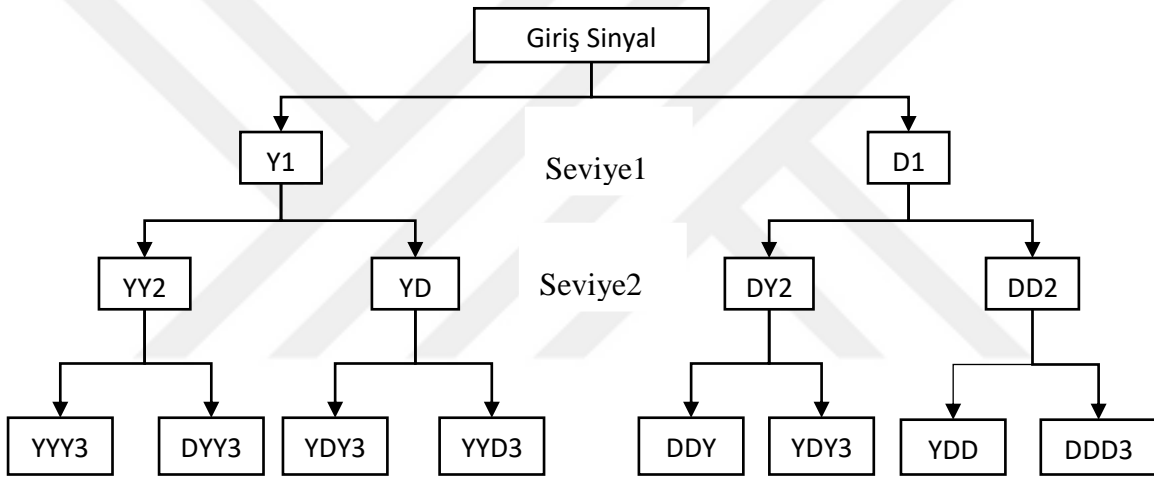 Giriş Sinyal
Y1
Seviye1
D1
YY2
YD
Seviye2
DY2
DD2
YYY3
DYY3
YDY3
YYD3
DDY
YDY3
YDD
DDD3